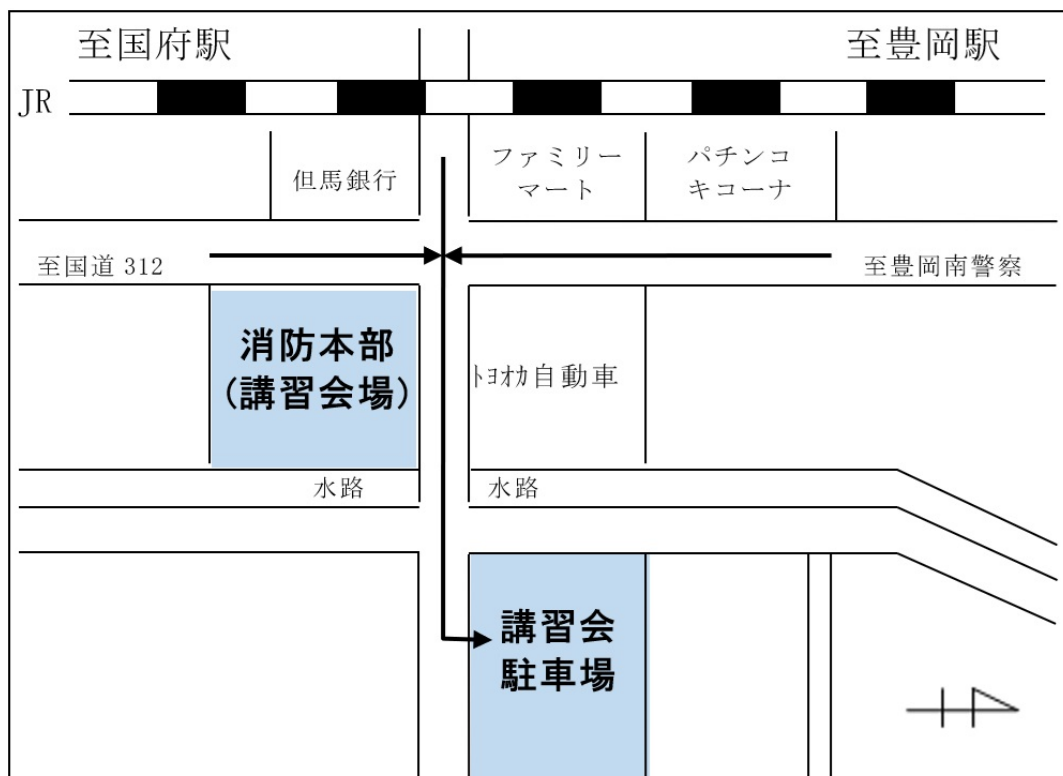 至国府駅
至豊岡駅
JR
但馬銀行
ファミリー
マート
パチンコ
キコーナ
至国道 312
至豊岡南警察
消防本部
(講習会場)
ﾄﾖｵｶ自動車
水路
水路
講習会
駐車場